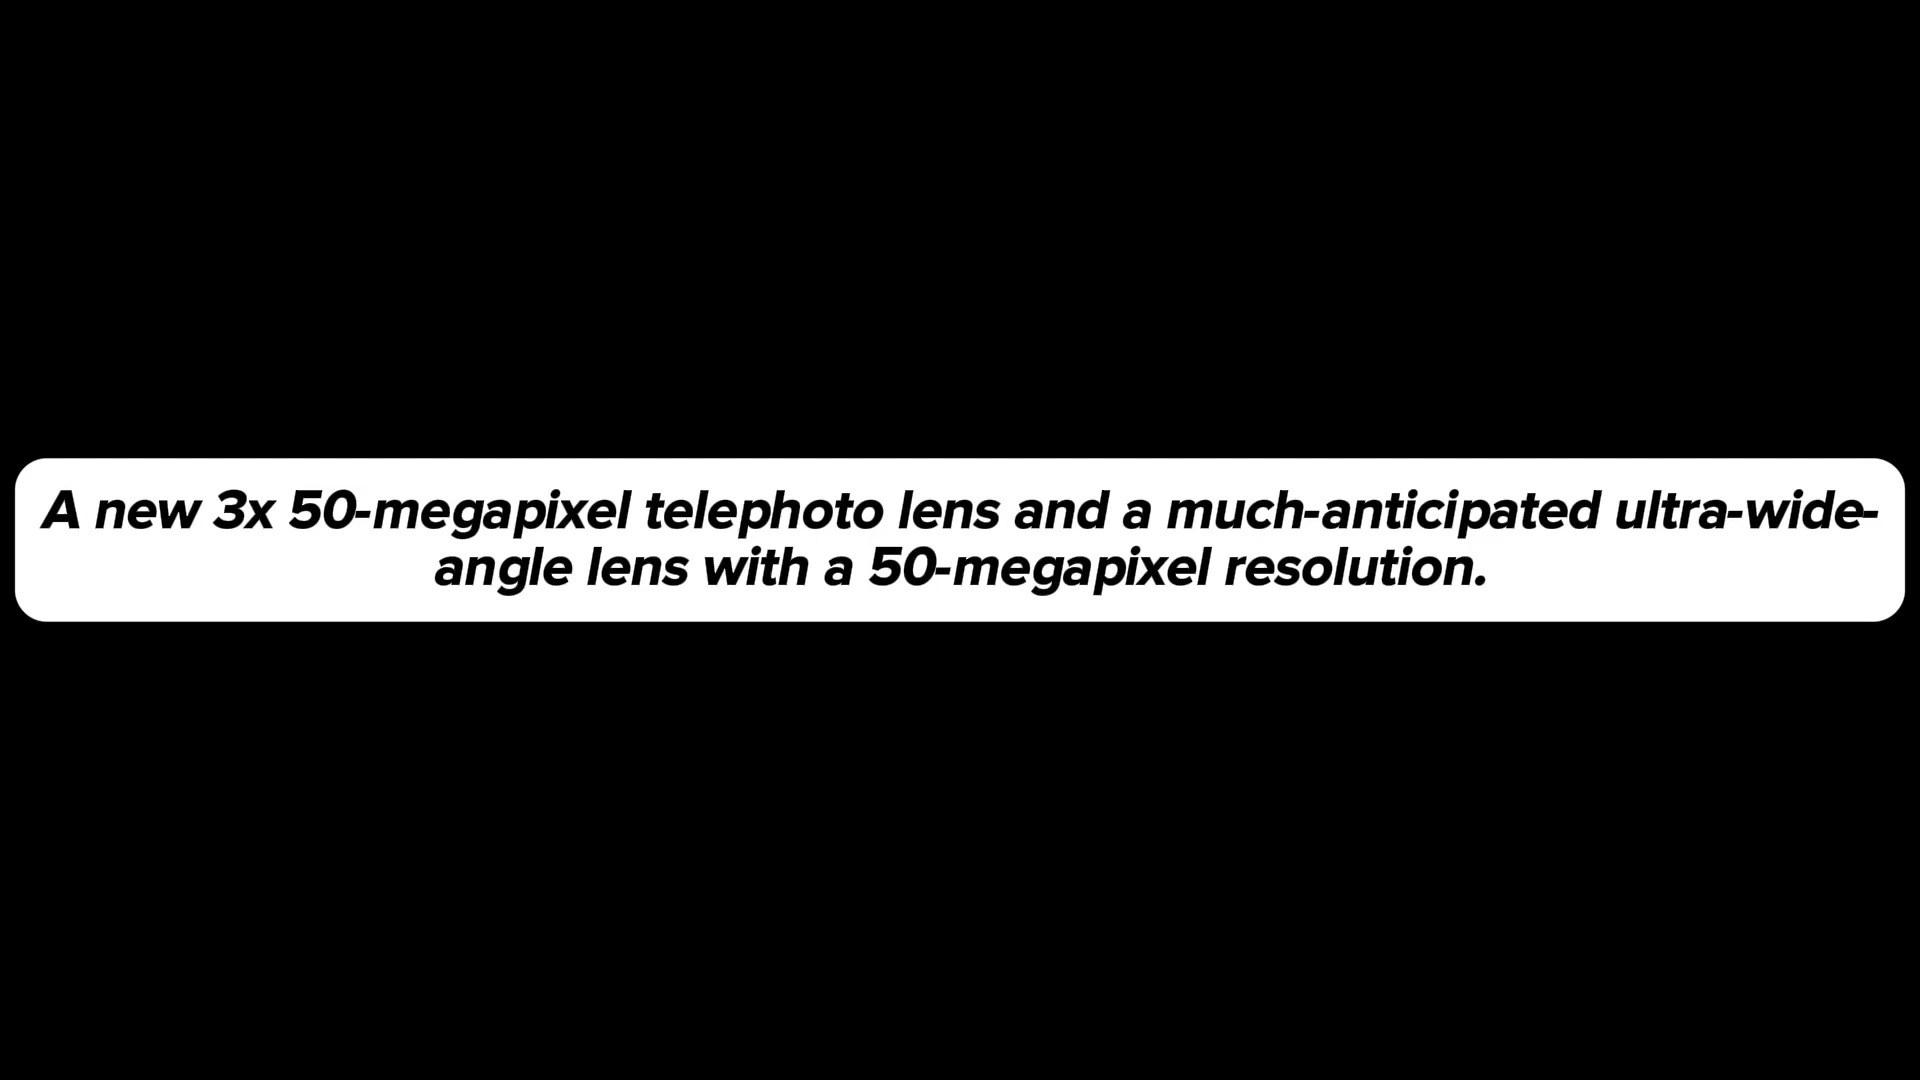 A new 3x 50-megapixel telephoto lens and a much-anticipated ultra-wide-
angle lens with a 50-megapixel resolution.